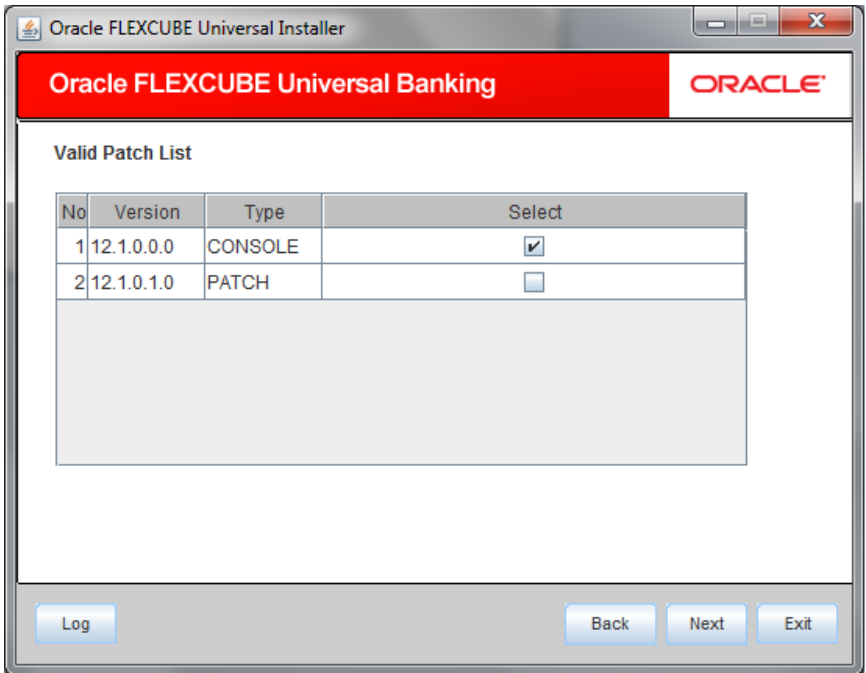 Oracle FLEXCUBE Universal Installer
Oracle FLEXCUBE Universal Banking
ORACLE
Valid Patch List
No Version Type Select
1 12.1.0.0.0 CONSOLE
2 12.1.0.1.0 PATCH
Log Back Next Exit